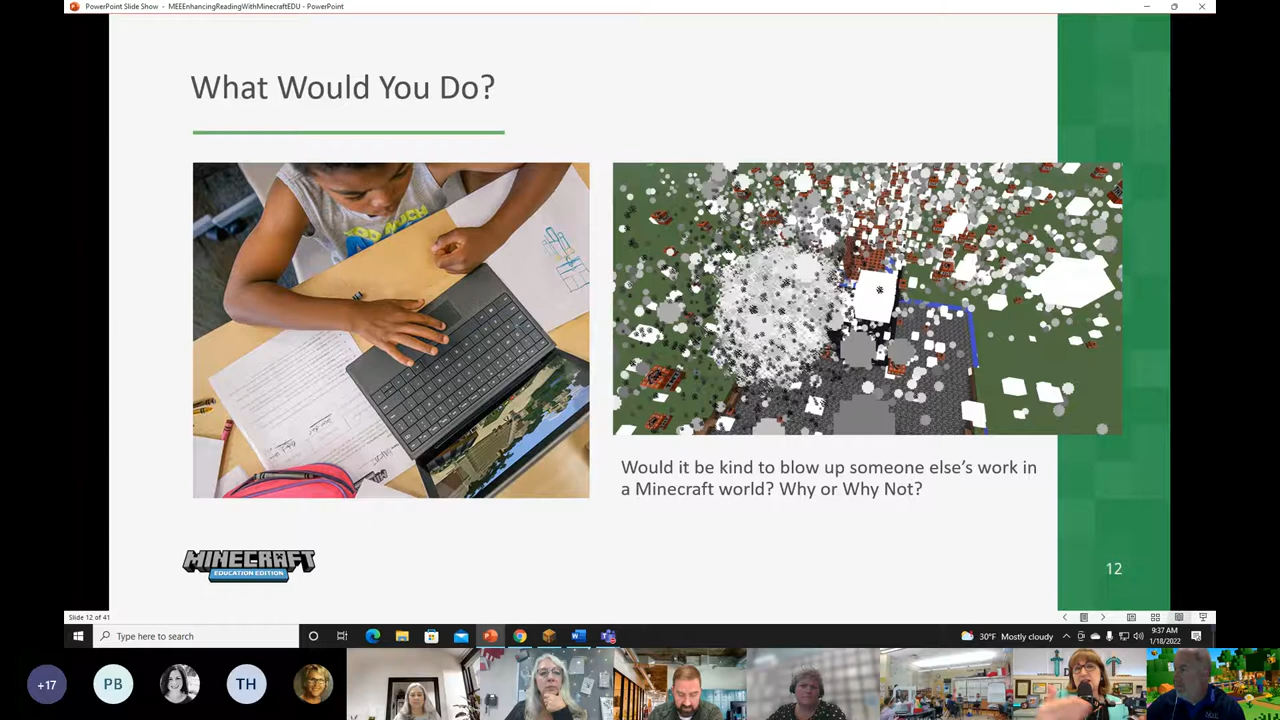 PowerPoint Slide Show - MEEEnhancingReadingWithMinecraftEDU - PowerPoint
What Would You Do?
Would it be kind to blow up someone else's work in
a Minecraft world? Why or Why Not?
MINECRAFT
EDUCATION EDITION
12
Slide 12 of 41
Type here to search
30°F Mostly cloudy
9:37 AM
1/18/2022
+17
PB
TH